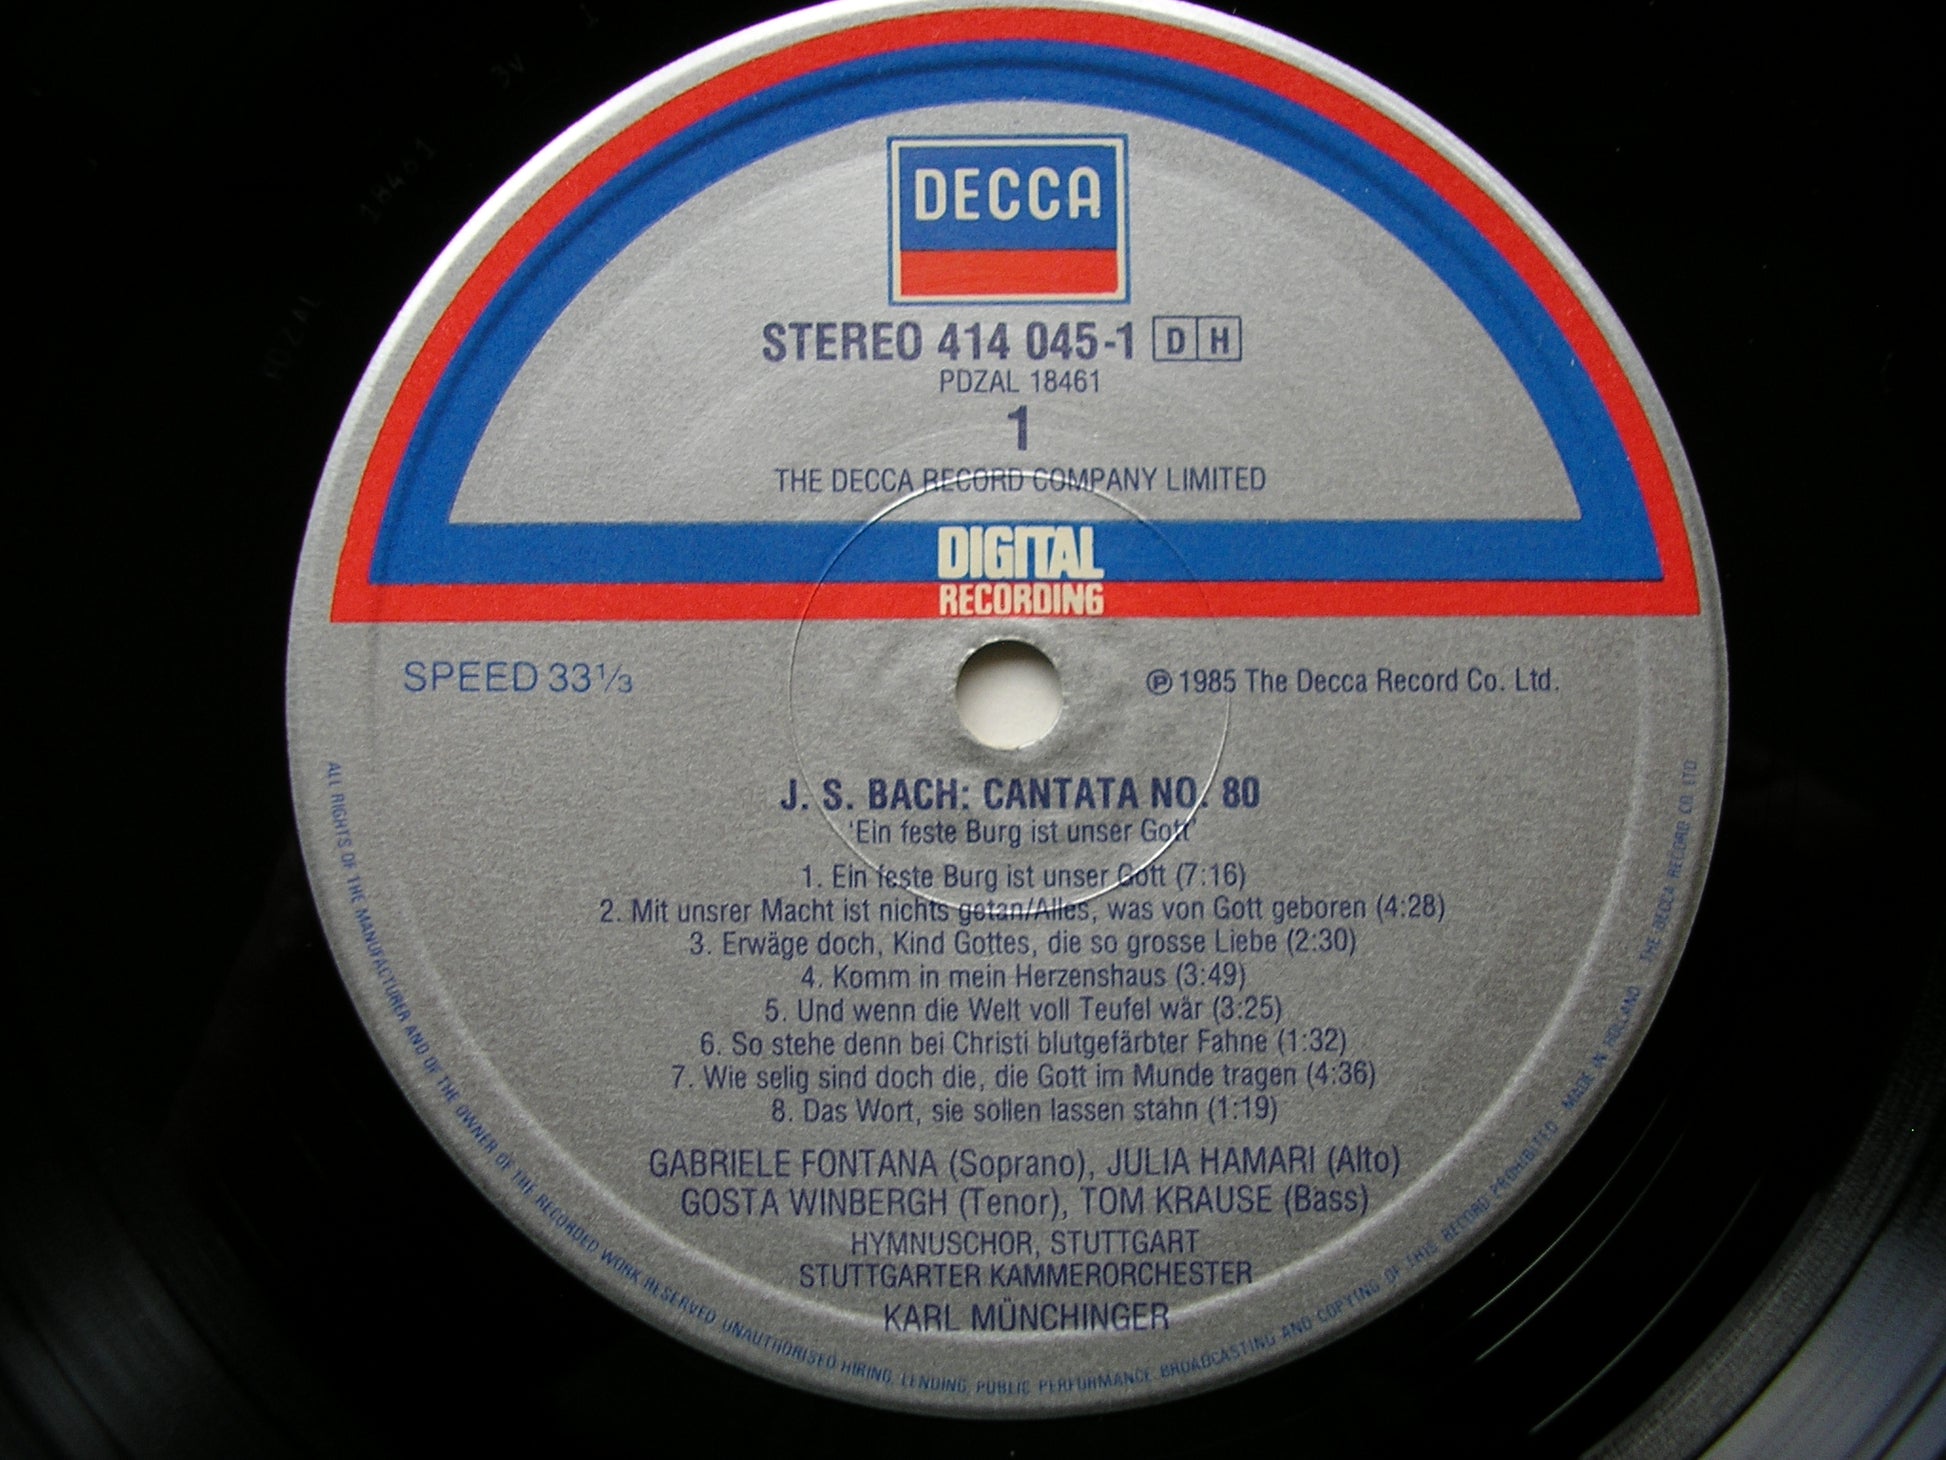 DECCA
STEREO 414 045-1 D H
PDZAL 18461
1
THE DECCA RECORD COMPANY LIMITED
DIGITAL
RECORDING
SPEED 33⅓
℗ 1985 The Decca Record Co. Ltd.
J. S. BACH: CANTATA NO. 80
'Ein feste Burg ist unser Gott'
1. Ein feste Burg ist unser Gott (7:16)
2. Mit unsrer Macht ist nichts getan/Alles, was von Gott geboren (4:28)
3. Erwäge doch, Kind Gottes, die so grosse Liebe (2:30)
4. Komm in mein Herzenshaus (3:49)
5. Und wenn die Welt voll Teufel wär (3:25)
6. So stehe denn bei Christi blutgefärbter Fahne (1:32)
7. Wie selig sind doch die, die Gott im Munde tragen (4:36)
8. Das Wort, sie sollen lassen stahn (1:19)
GABRIELE FONTANA (Soprano), JULIA HAMARI (Alto)
GOSTA WINBERGH (Tenor), TOM KRAUSE (Bass)
HYMNUSCHOR, STUTTGART
STUTTGARTER KAMMERORCHESTER
KARL MÜNCHINGER
ALL RIGHTS OF THE MANUFACTURER AND OF THE OWNER OF THE RECORDED WORK RESERVED. UNAUTHORISED HIRING, LENDING, PUBLIC PERFORMANCE BROADCASTING AND COPYING OF THIS RECORD PROHIBITED MADE IN HOLLAND THE DECCA RECORD CO LTD
18461
PDZAL